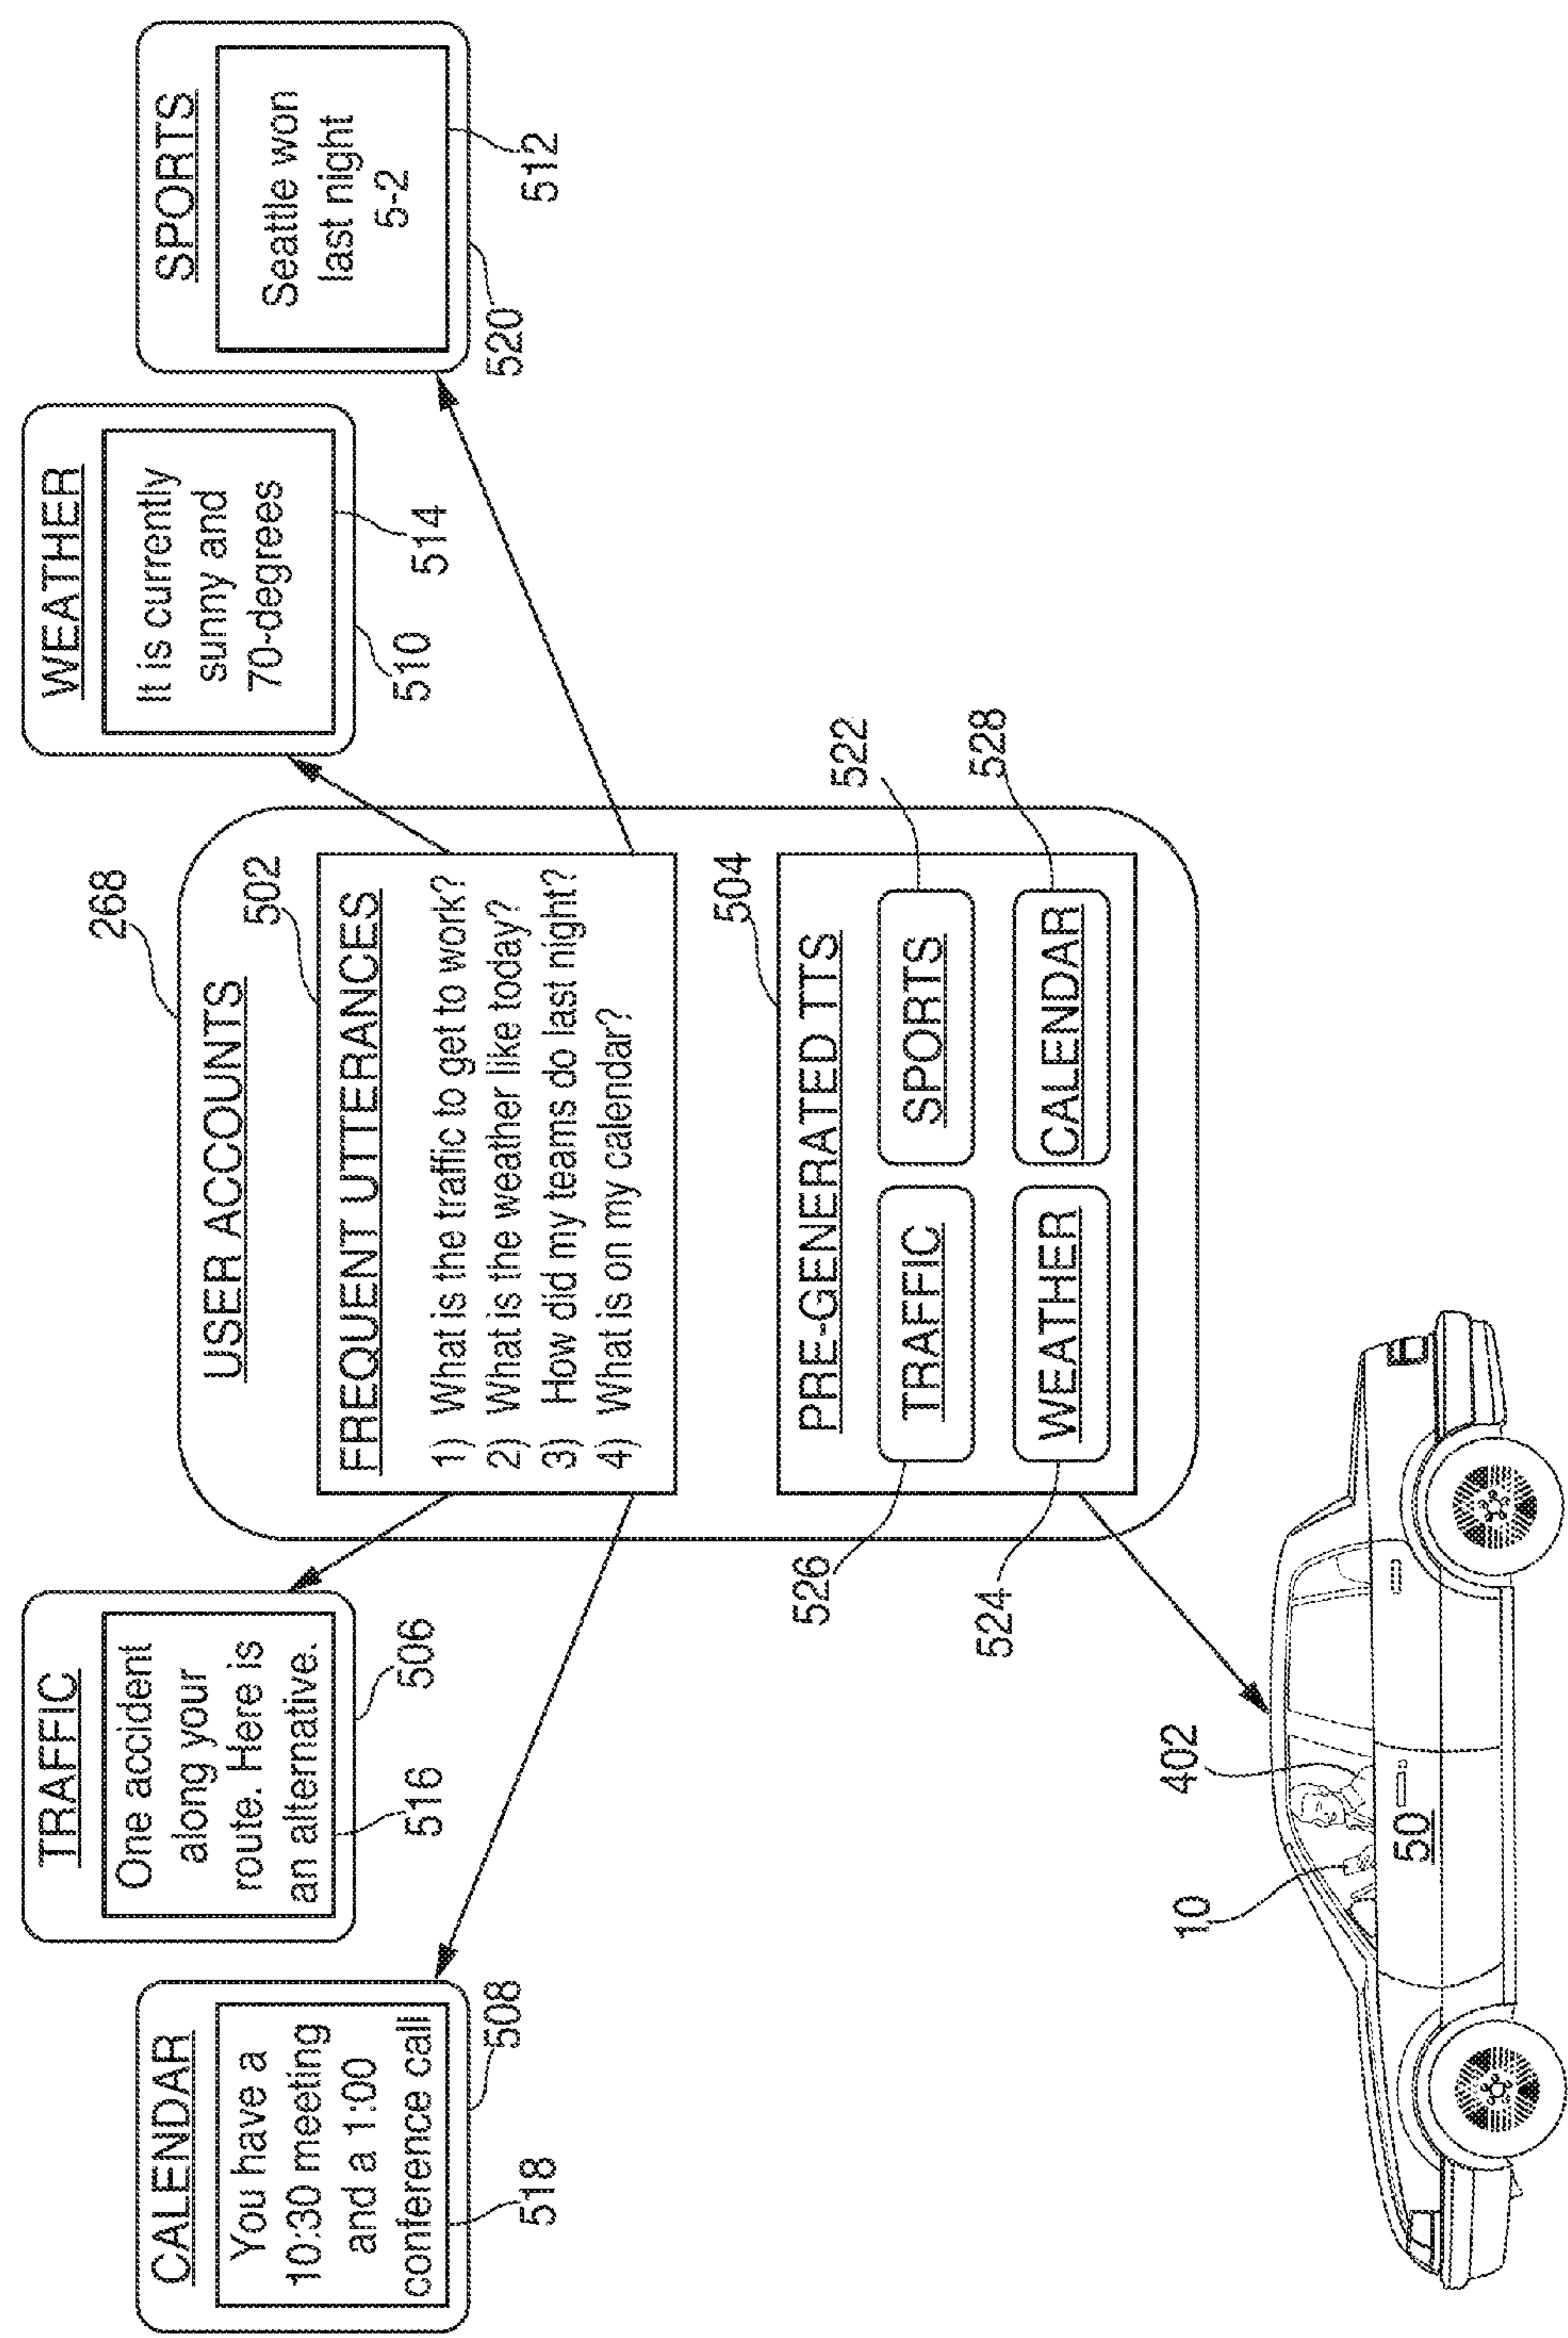 CALENDAR
You have a
10:30 meeting
and a 1:00
conference call
518
508
TRAFFIC
One accident
along your
route. Here is
an alternative.
516
506
268
USER ACCOUNTS
502
FREQUENT UTTERANCES
1) What is the traffic to get to work?
2) What is the weather like today?
3) How did my teams do last night?
4) What is on my calendar?
504
PRE-GENERATED TTS
TRAFFIC
SPORTS
WEATHER
CALENDAR
526
522
524
528
WEATHER
It is currently
sunny and
70-degrees
510
514
SPORTS
Seattle won
last night
5-2
520
512
10
402
50